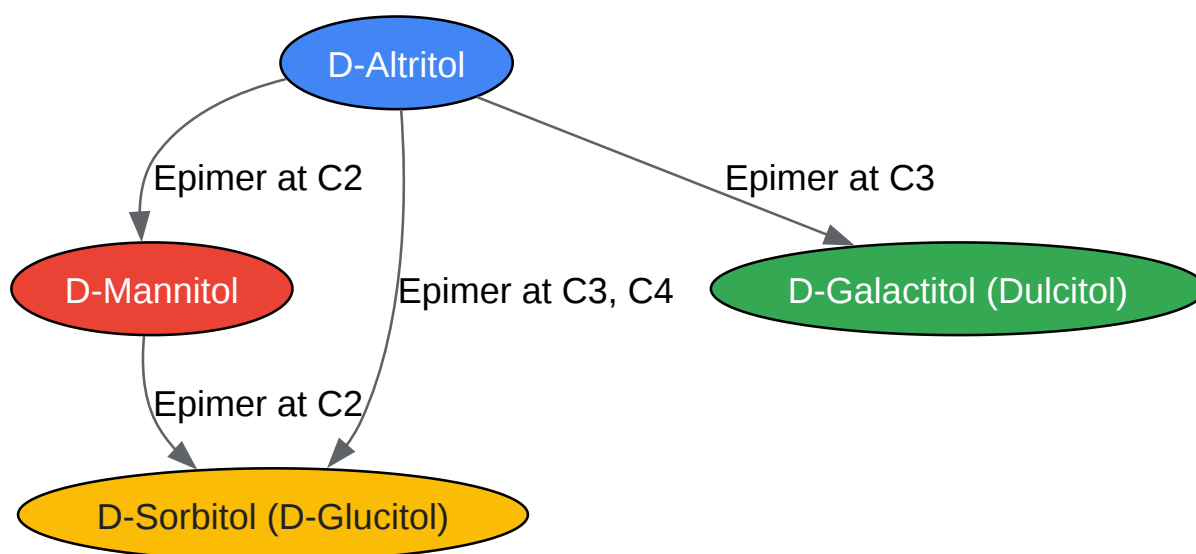 D-Altritol
Epimer at C2
Epimer at C3
D-Mannitol
Epimer at C3, C4
D-Galactitol (Dulcitol)
Epimer at C2
D-Sorbitol (D-Glucitol)